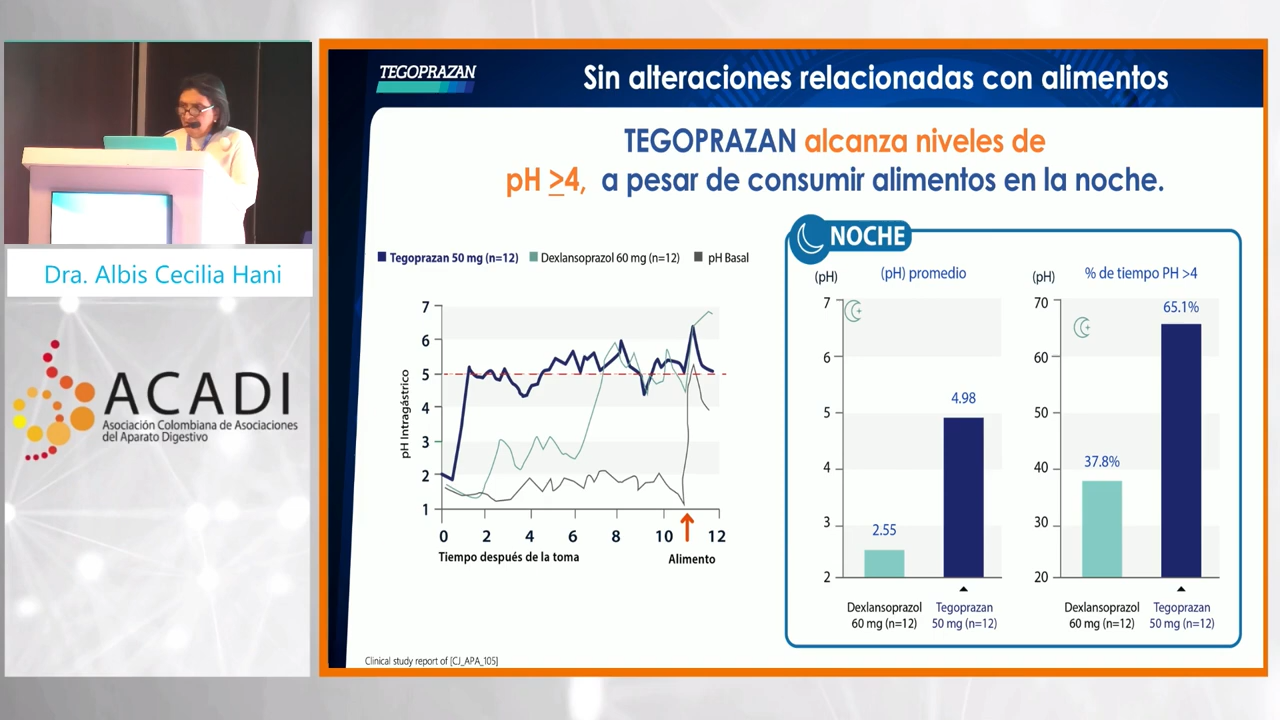 TEGOPRAZAN
Sin alteraciones relacionadas con alimentos
TEGOPRAZAN alcanza niveles de
pH ≥4, a pesar de consumir alimentos en la noche.
Tegoprazan 50 mg (n=12)
Dexlansoprazol 60 mg (n=12)
pH Basal
pH Intragástrico
7
6
5
4
3
2
1
0 2 4 6 8 10 12
Tiempo después de la toma
Alimento
NOCHE
(pH)
(pH) promedio
7
6
5
4
3
2
2.55
4.98
Dexlansoprazol
60 mg (n=12)
Tegoprazan
50 mg (n=12)
(pH)
% de tiempo PH >4
70
60
50
40
30
20
37.8%
65.1%
Dexlansoprazol
60 mg (n=12)
Tegoprazan
50 mg (n=12)
Clinical study report of [CJ_APA_105]
Dra. Albis Cecilia Hani
ACADI
Asociación Colombiana de Asociaciones
del Aparato Digestivo